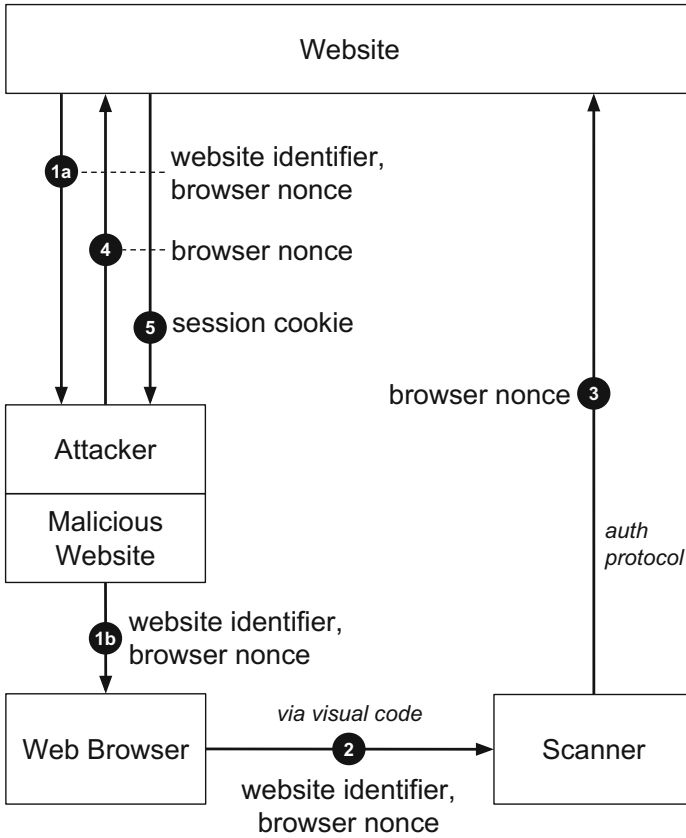 Website
1a
website identifier,
browser nonce
4
browser nonce
5
session cookie
browser nonce
3
Attacker
Malicious
Website
auth
protocol
1b
website identifier,
browser nonce
Web Browser
via visual code
2
website identifier,
browser nonce
Scanner